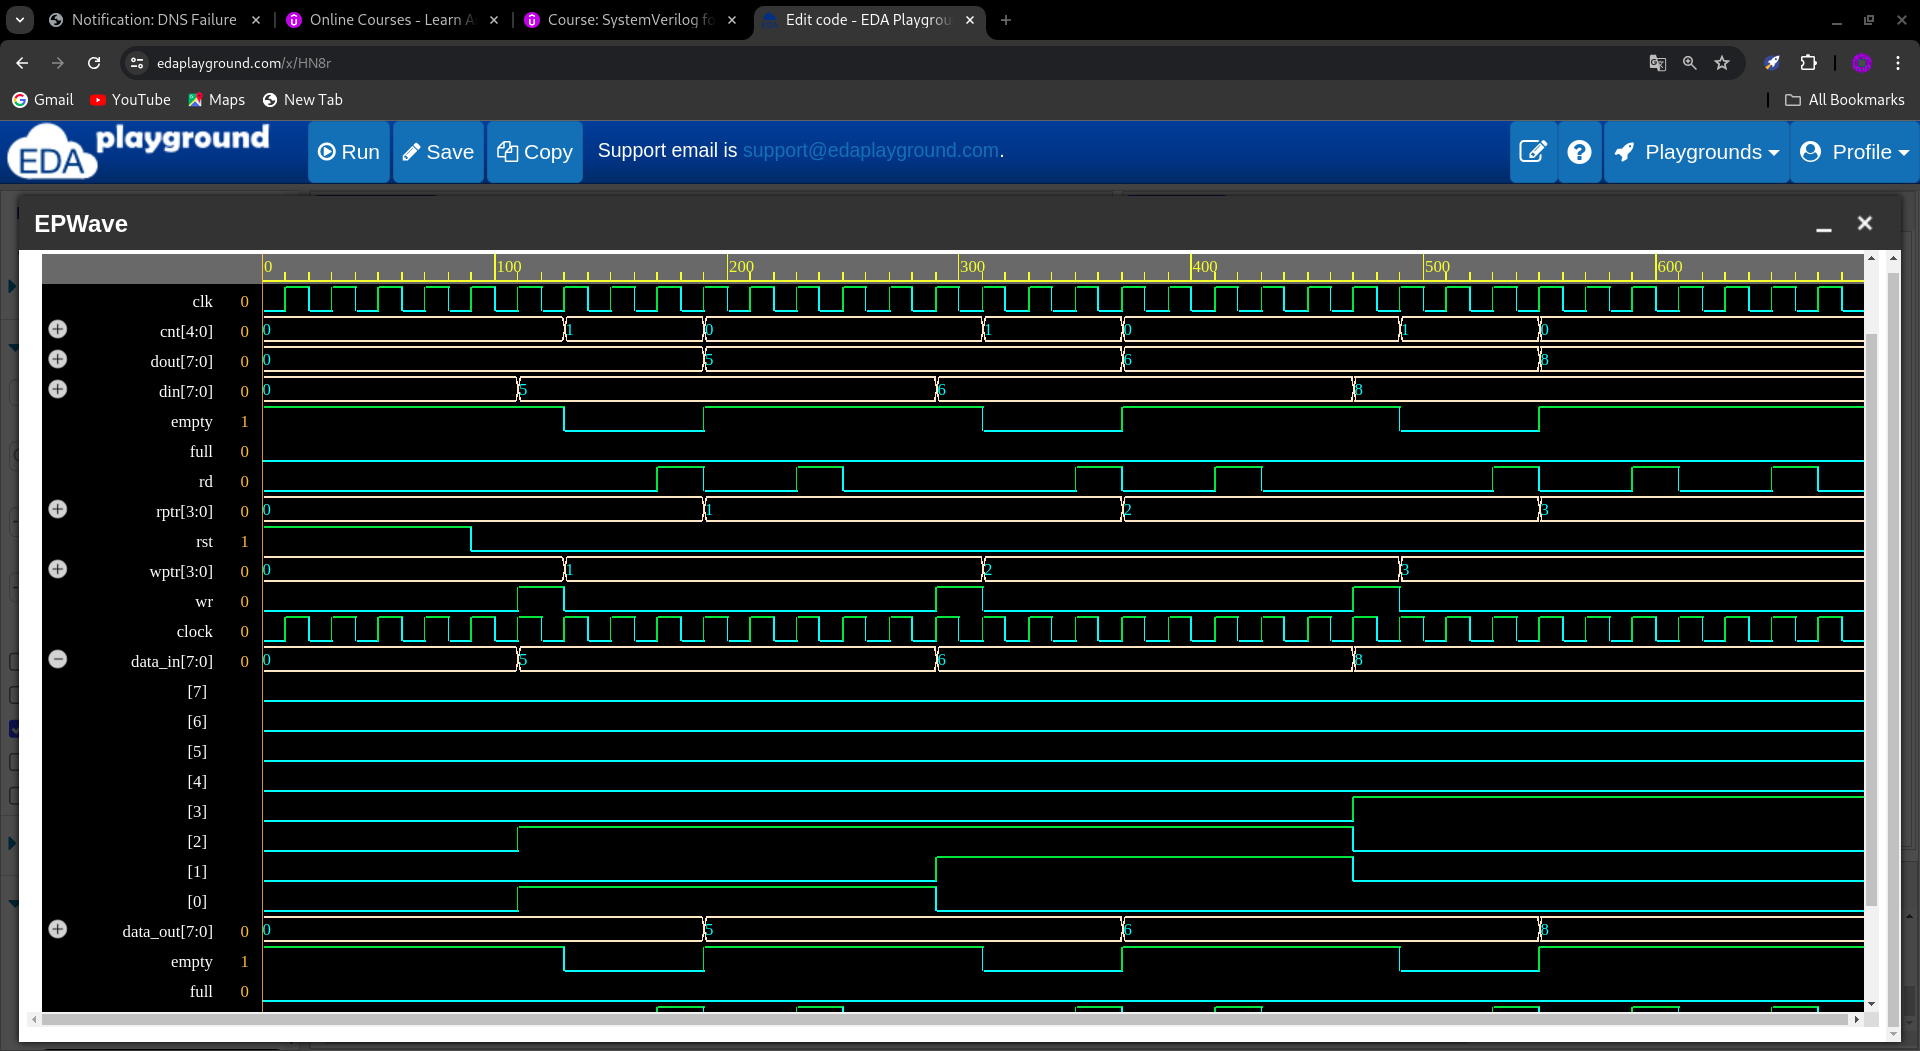 Notification: DNS Failure
Online Courses - Learn A
Course: SystemVerilog fo
Edit code - EDA Playgrou
edaplayground.com/x/HN8r
Gmail YouTube Maps New Tab All Bookmarks
EDA playground
Run Save Copy Support email is support@edaplayground.com. Playgrounds Profile
EPWave
0 100 200 300 400 500 600
clk 0
cnt[4:0] 0 0 1 0 1 0 1 0
dout[7:0] 0 0 5 6 8
din[7:0] 0 0 5 6 8
empty 1
full 0
rd 0
rptr[3:0] 0 0 1 2 3
rst 1
wptr[3:0] 0 0 1 2 3
wr 0
clock 0
data_in[7:0] 0 0 5 6 8
[7]
[6]
[5]
[4]
[3]
[2]
[1]
[0]
data_out[7:0] 0 0 5 6 8
empty 1
full 0